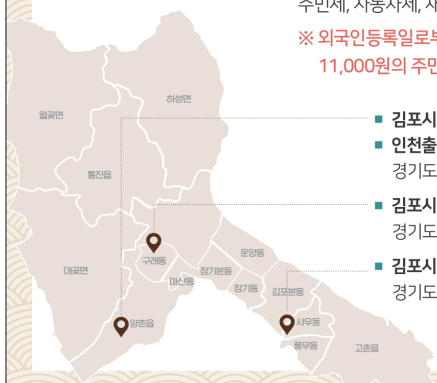 주민세, 자동차세, 재
※ 외국인등록일로부
11,000원의 주민
하성면
월곶면
■ 김포시
■ 인천출
경기도
통진읍
■ 김포시
경기도
운양동
구래동
■ 김포시
대곶면
장기본동
마산동
장기동
김포본동
경기도
양촌읍
사우동
풍무동
고촌읍